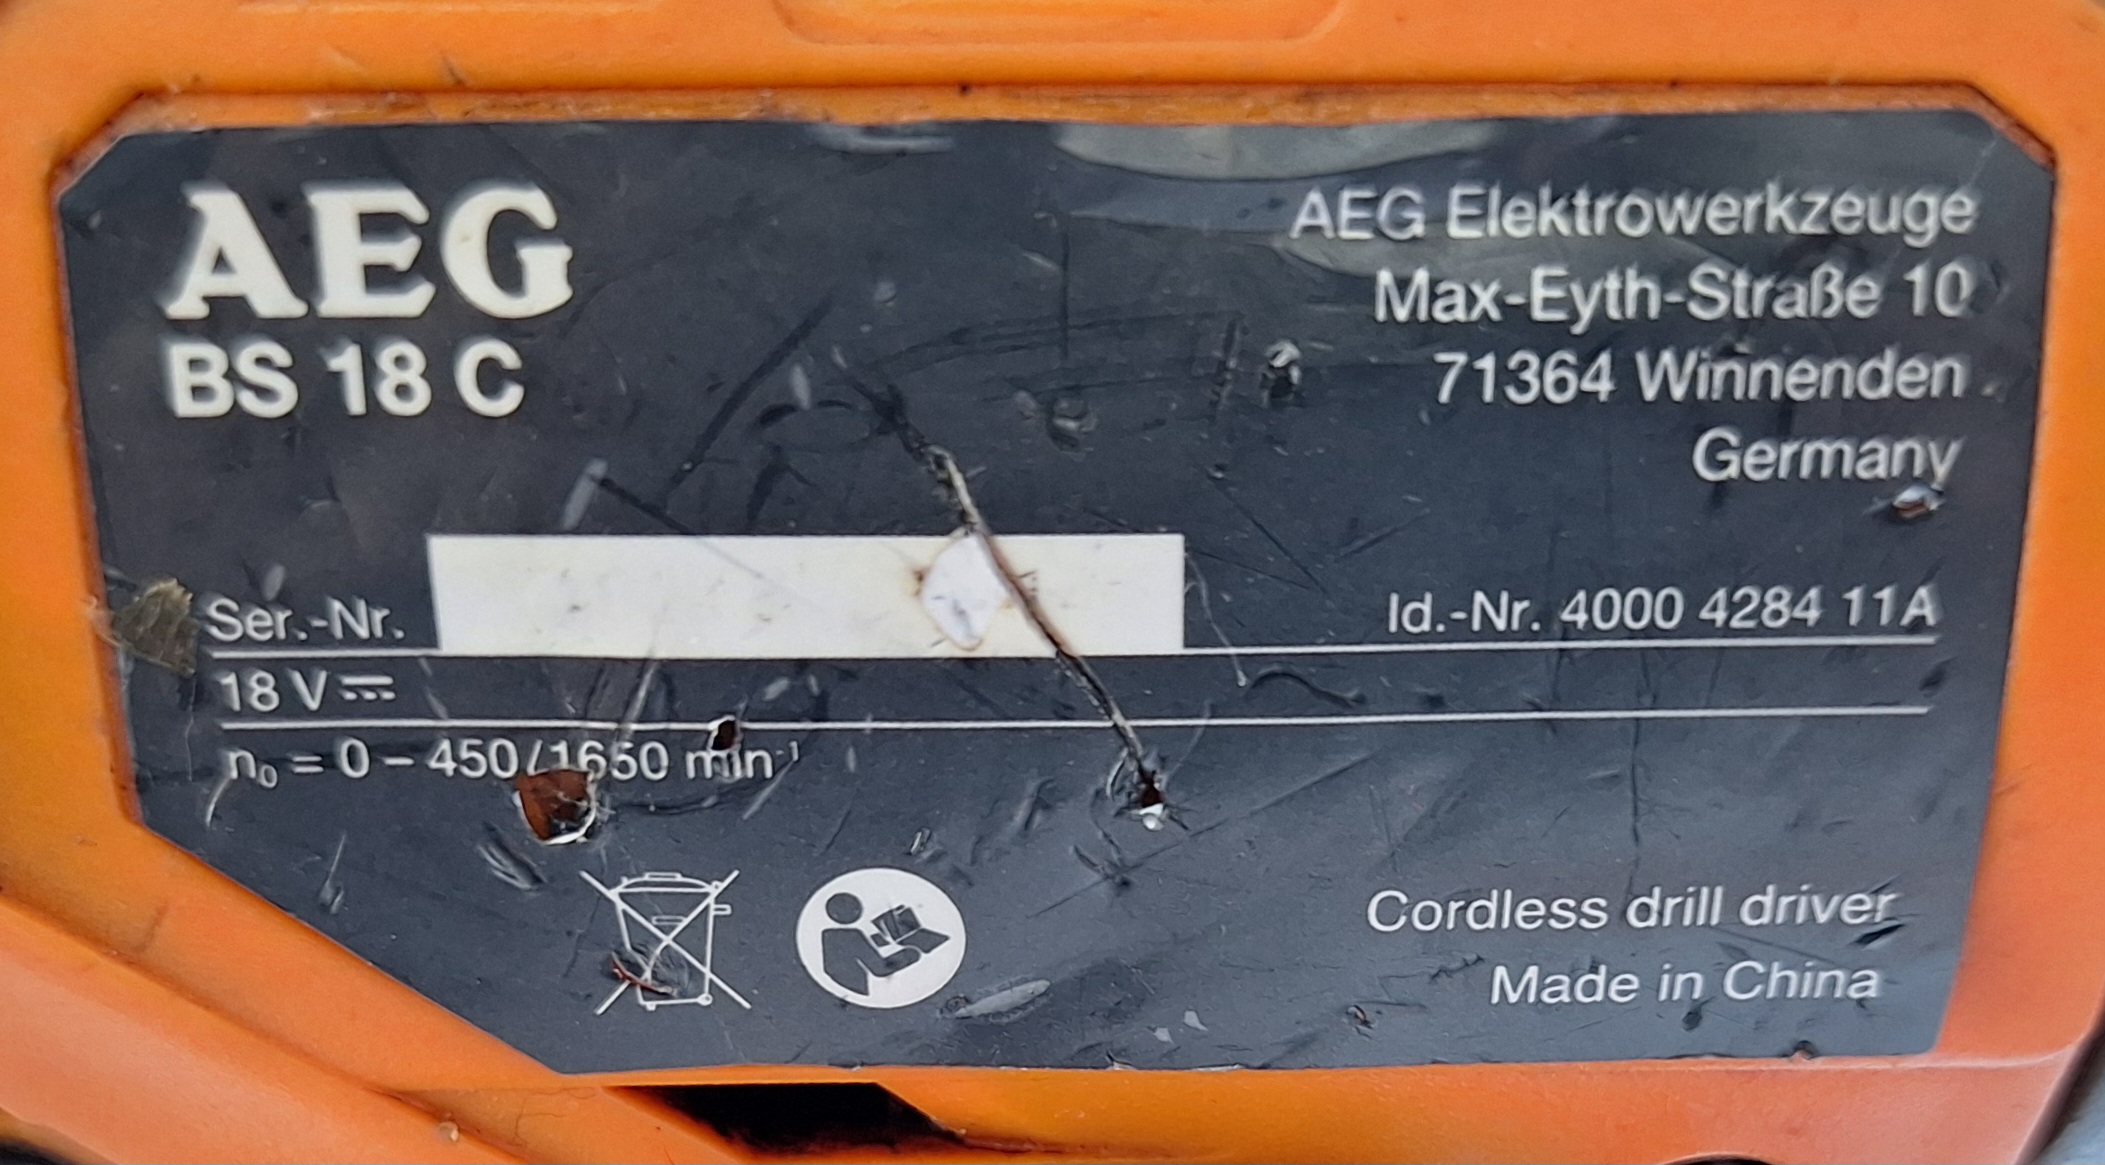 AEG
BS 18 C
AEG Elektrowerkzeuge
Max-Eyth-Straße 10
71364 Winnenden
Germany
Ser.-Nr.
Id.-Nr. 4000 4284 11A
18 V⎓
n₀ = 0 – 450/1650 min⁻¹
Cordless drill driver
Made in China